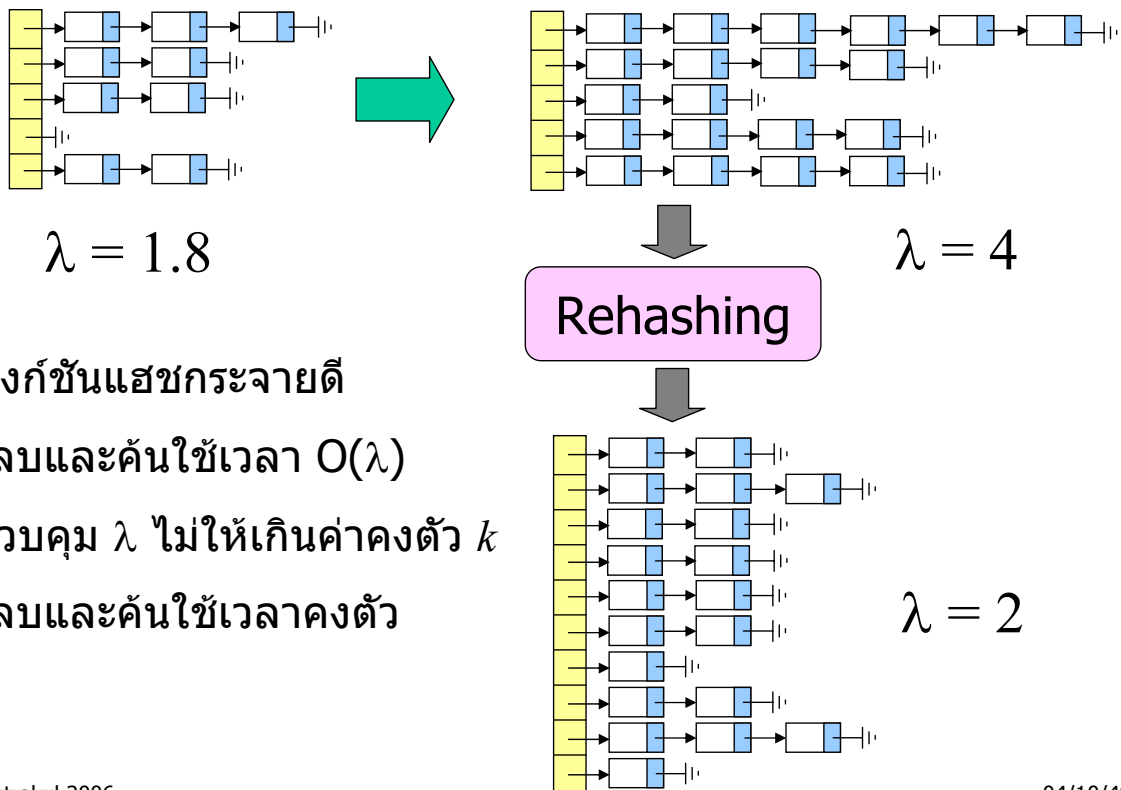 λ = 1.8
λ = 4
Rehashing
งก์ชันแฮชกระจายดี
ลบและค้นใช้เวลา O(λ)
วบคุม λ ไม่ให้เกินค่าคงตัว k
ลบและค้นใช้เวลาคงตัว
λ = 2